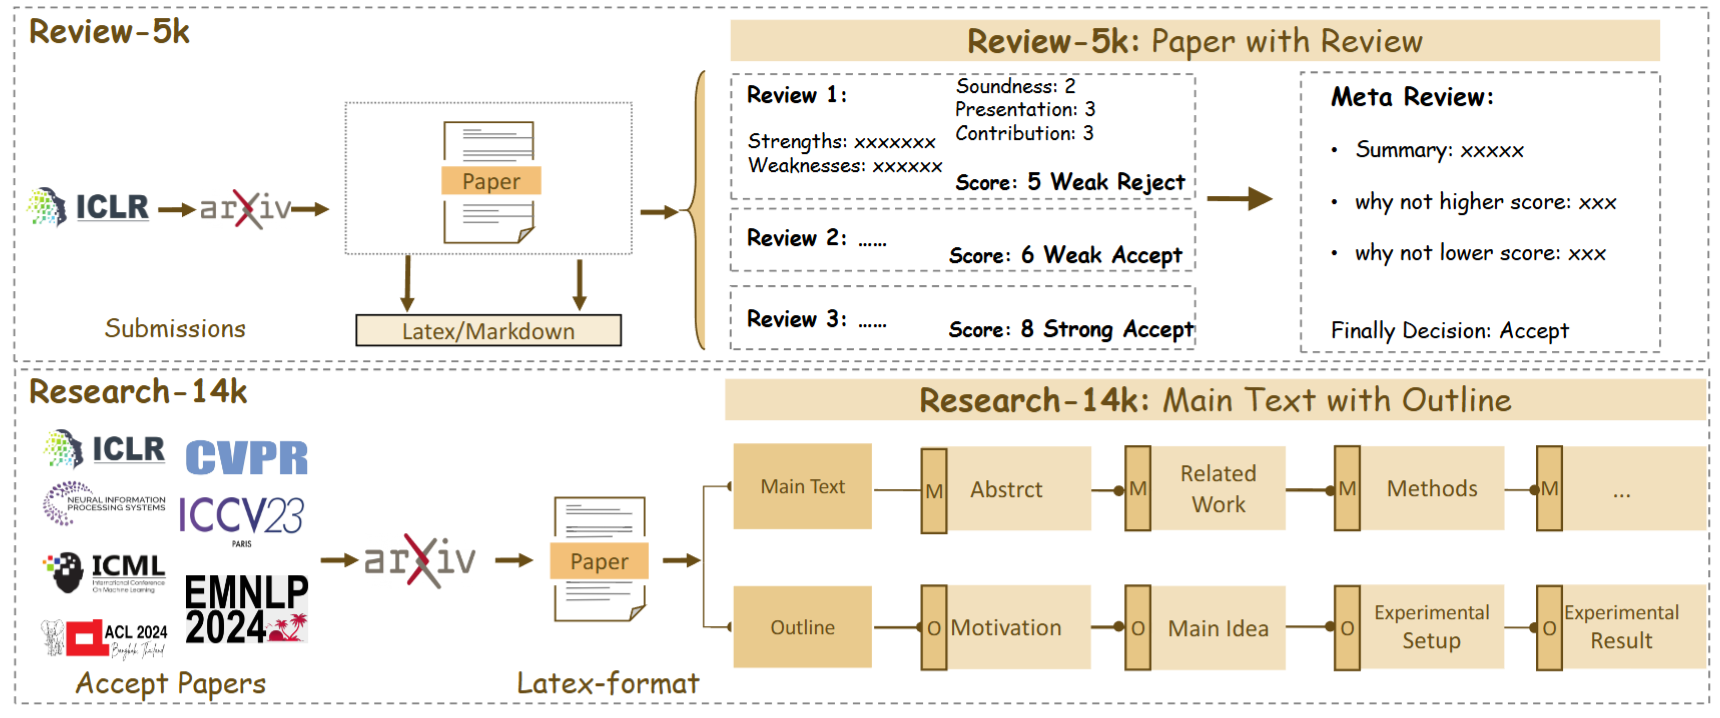 Review-5k
Review-5k: Paper with Review
ICLR
arXiv
Paper
Latex/Markdown
Submissions
Review 1:
Strengths: xxxxxxx
Weaknesses: xxxxxx
Soundness: 2
Presentation: 3
Contribution: 3
Score: 5 Weak Reject
Review 2: ......
Score: 6 Weak Accept
Review 3: ......
Score: 8 Strong Accept
Meta Review:
• Summary: xxxxx
• why not higher score: xxx
• why not lower score: xxx
Finally Decision: Accept
Research-14k
Research-14k: Main Text with Outline
ICLR
CVPR
NEURAL INFORMATION
PROCESSING SYSTEMS
ICCV23
PARIS
ICML
International Conference
On Machine Learning
EMNLP
2024
ACL 2024
Bangkok, Thailand
Accept Papers
arXiv
Paper
Latex-format
Main Text
M
Abstrct
M
Related
Work
M
Methods
M
...
Outline
O
Motivation
O
Main Idea
O
Experimental
Setup
O
Experimental
Result